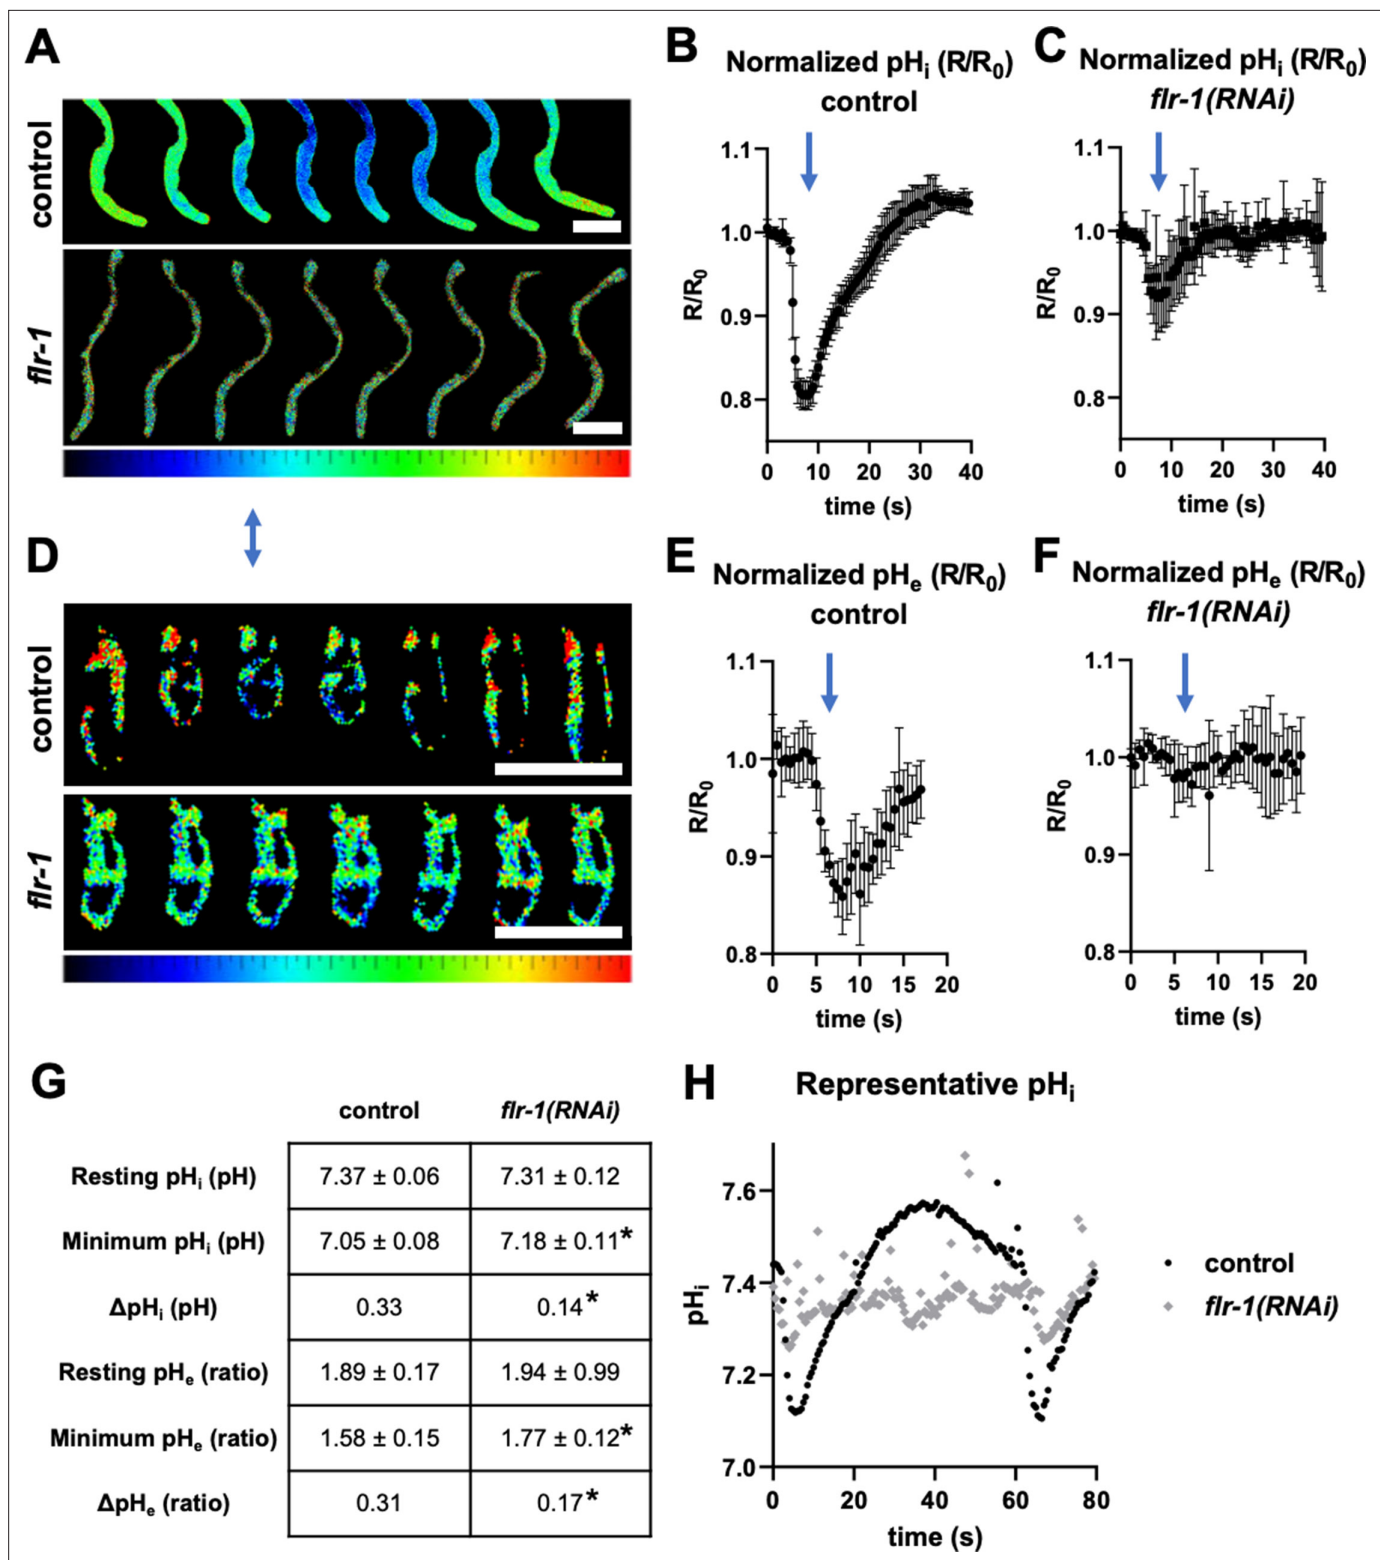 A
control
flr-1
B
Normalized pHi (R/R0)
control
R/R0
1.1
1.0
0.9
0.8
0 10 20 30 40
time (s)
C
Normalized pHi (R/R0)
flr-1(RNAi)
R/R0
1.1
1.0
0.9
0.8
0 10 20 30 40
time (s)
D
control
flr-1
E
Normalized pHe (R/R0)
control
R/R0
1.1
1.0
0.9
0.8
0 5 10 15 20
time (s)
F
Normalized pHe (R/R0)
flr-1(RNAi)
R/R0
1.1
1.0
0.9
0.8
0 5 10 15 20
time (s)
G
control flr-1(RNAi)
Resting pHi (pH) 7.37 ± 0.06 7.31 ± 0.12
Minimum pHi (pH) 7.05 ± 0.08 7.18 ± 0.11*
ΔpHi (pH) 0.33 0.14*
Resting pHe (ratio) 1.89 ± 0.17 1.94 ± 0.99
Minimum pHe (ratio) 1.58 ± 0.15 1.77 ± 0.12*
ΔpHe (ratio) 0.31 0.17*
H
Representative pHi
pHi
7.6
7.4
7.2
7.0
0 20 40 60 80
time (s)
control
flr-1(RNAi)